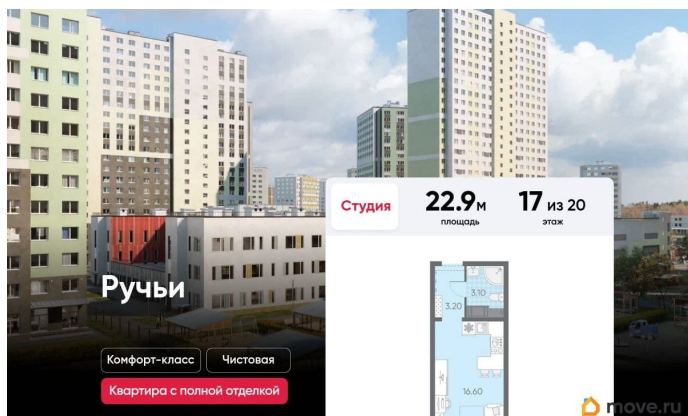 Студия
22.9м
площадь
17 из 20
этаж
3.10
3.20
16.60
Ручьи
Комфорт-класс
Чистовая
Квартира с полной отделкой
move.ru